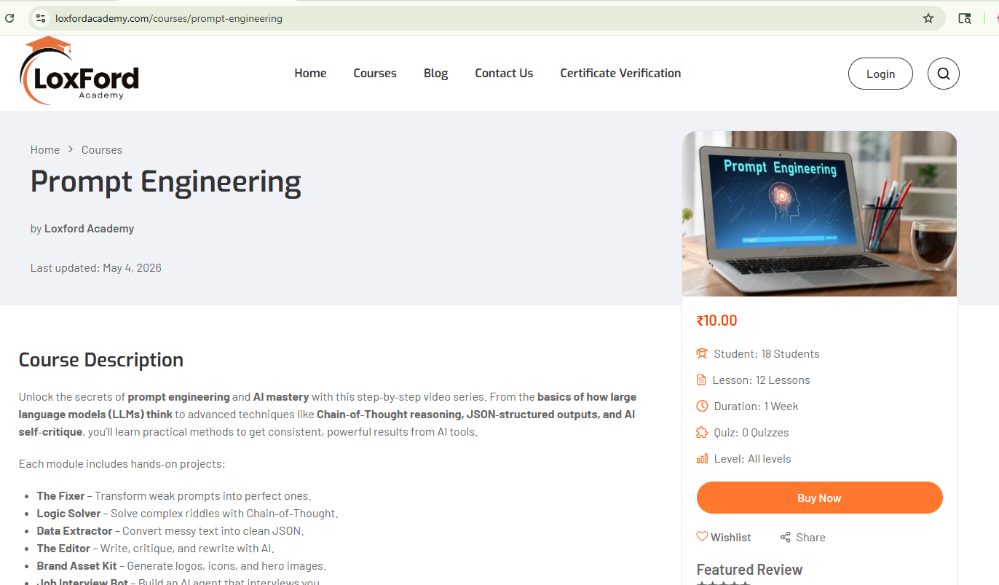 loxfordacademy.com/courses/prompt-engineering
LoxFord
Academy
Home
Courses
Blog
Contact Us
Certificate Verification
Login
Home > Courses
Prompt Engineering
by Loxford Academy
Last updated: May 4, 2026
Prompt Engineering
₹10.00
Student: 18 Students
Lesson: 12 Lessons
Duration: 1 Week
Quiz: 0 Quizzes
Level: All levels
Buy Now
Wishlist
Share
Featured Review
Course Description
Unlock the secrets of prompt engineering and AI mastery with this step-by-step video series. From the basics of how large
language models (LLMs) think to advanced techniques like Chain-of-Thought reasoning, JSON-structured outputs, and AI
self-critique, you’ll learn practical methods to get consistent, powerful results from AI tools.
Each module includes hands-on projects:
• The Fixer – Transform weak prompts into perfect ones.
• Logic Solver – Solve complex riddles with Chain-of-Thought.
• Data Extractor – Convert messy text into clean JSON.
• The Editor – Write, critique, and rewrite with AI.
• Brand Asset Kit – Generate logos, icons, and hero images.
• Job Interview Bot – Build an AI agent that interviews you